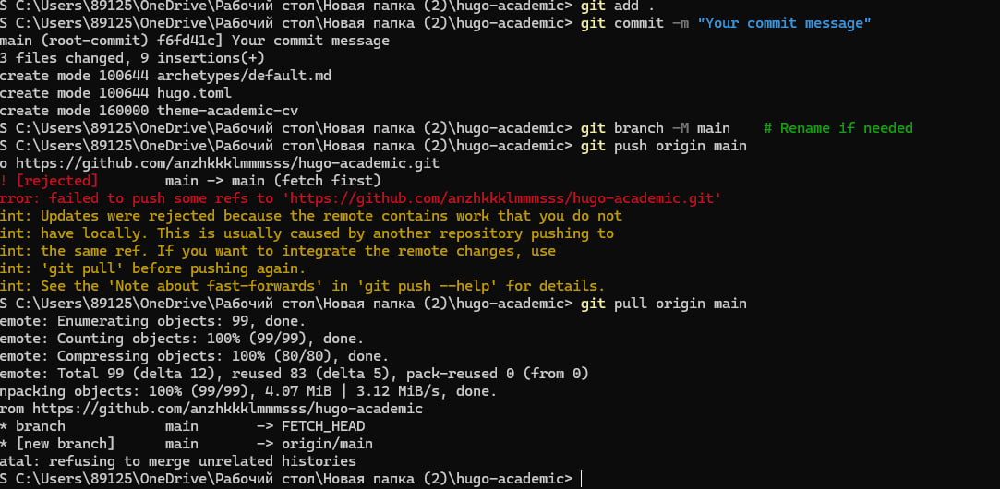 S C:\Users\89125\OneDrive\Рабочий стол\Новая папка (2)\hugo-academic> git add .
S C:\Users\89125\OneDrive\Рабочий стол\Новая папка (2)\hugo-academic> git commit -m "Your commit message"
main (root-commit) f6fd41c] Your commit message
3 files changed, 9 insertions(+)
create mode 100644 archetypes/default.md
create mode 100644 hugo.toml
create mode 160000 theme-academic-cv
S C:\Users\89125\OneDrive\Рабочий стол\Новая папка (2)\hugo-academic> git branch -M main    # Rename if needed
S C:\Users\89125\OneDrive\Рабочий стол\Новая папка (2)\hugo-academic> git push origin main
o https://github.com/anzhkkklmmmsss/hugo-academic.git
! [rejected]        main -> main (fetch first)
rror: failed to push some refs to 'https://github.com/anzhkkklmmmsss/hugo-academic.git'
int: Updates were rejected because the remote contains work that you do not
int: have locally. This is usually caused by another repository pushing to
int: the same ref. If you want to integrate the remote changes, use
int: 'git pull' before pushing again.
int: See the 'Note about fast-forwards' in 'git push --help' for details.
S C:\Users\89125\OneDrive\Рабочий стол\Новая папка (2)\hugo-academic> git pull origin main
emote: Enumerating objects: 99, done.
emote: Counting objects: 100% (99/99), done.
emote: Compressing objects: 100% (80/80), done.
emote: Total 99 (delta 12), reused 83 (delta 5), pack-reused 0 (from 0)
npacking objects: 100% (99/99), 4.07 MiB | 3.12 MiB/s, done.
rom https://github.com/anzhkkklmmmsss/hugo-academic
* branch            main       -> FETCH_HEAD
* [new branch]      main       -> origin/main
atal: refusing to merge unrelated histories
S C:\Users\89125\OneDrive\Рабочий стол\Новая папка (2)\hugo-academic>